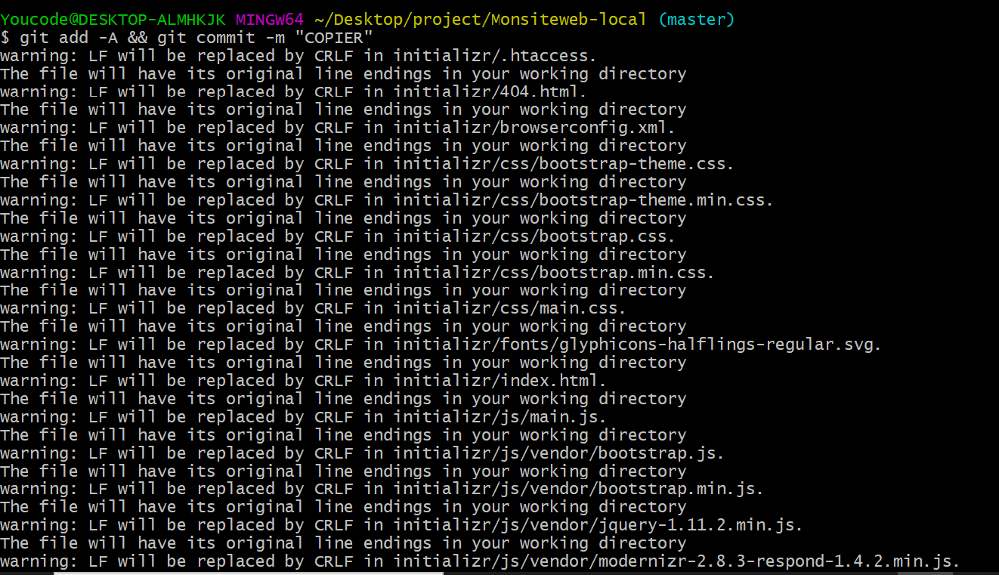 Youcode@DESKTOP-ALMHKJK MINGW64 ~/Desktop/project/Monsiteweb-local (master)
$ git add -A && git commit -m "COPIER"
warning: LF will be replaced by CRLF in initializr/.htaccess.
The file will have its original line endings in your working directory
warning: LF will be replaced by CRLF in initializr/404.html.
The file will have its original line endings in your working directory
warning: LF will be replaced by CRLF in initializr/browserconfig.xml.
The file will have its original line endings in your working directory
warning: LF will be replaced by CRLF in initializr/css/bootstrap-theme.css.
The file will have its original line endings in your working directory
warning: LF will be replaced by CRLF in initializr/css/bootstrap-theme.min.css.
The file will have its original line endings in your working directory
warning: LF will be replaced by CRLF in initializr/css/bootstrap.css.
The file will have its original line endings in your working directory
warning: LF will be replaced by CRLF in initializr/css/bootstrap.min.css.
The file will have its original line endings in your working directory
warning: LF will be replaced by CRLF in initializr/css/main.css.
The file will have its original line endings in your working directory
warning: LF will be replaced by CRLF in initializr/fonts/glyphicons-halflings-regular.svg.
The file will have its original line endings in your working directory
warning: LF will be replaced by CRLF in initializr/index.html.
The file will have its original line endings in your working directory
warning: LF will be replaced by CRLF in initializr/js/main.js.
The file will have its original line endings in your working directory
warning: LF will be replaced by CRLF in initializr/js/vendor/bootstrap.js.
The file will have its original line endings in your working directory
warning: LF will be replaced by CRLF in initializr/js/vendor/bootstrap.min.js.
The file will have its original line endings in your working directory
warning: LF will be replaced by CRLF in initializr/js/vendor/jquery-1.11.2.min.js.
The file will have its original line endings in your working directory
warning: LF will be replaced by CRLF in initializr/js/vendor/modernizr-2.8.3-respond-1.4.2.min.js.